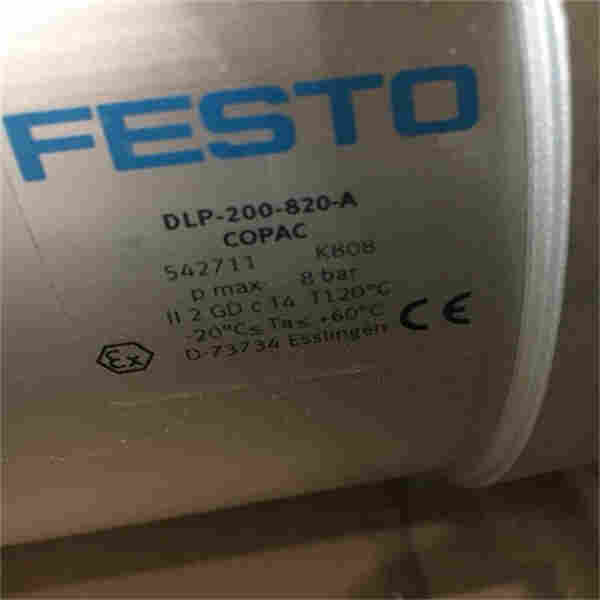 FESTO
DLP-200-820-A
COPAC
542711 K808
p max. 8 bar
II 2 GD c T4 T120°C
-20°C≤ Ta≤ +60°C
D-73734 Esslingen
CE
Ex